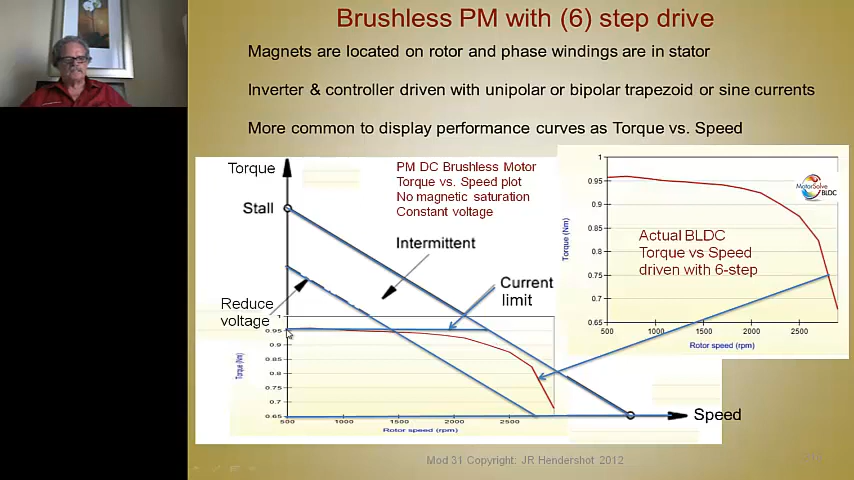 Brushless PM with (6) step drive
Magnets are located on rotor and phase windings are in stator
Inverter & controller driven with unipolar or bipolar trapezoid or sine currents
More common to display performance curves as Torque vs. Speed
Torque
Stall
PM DC Brushless Motor
Torque vs. Speed plot
No magnetic saturation
Constant voltage
Intermittent
Current
limit
Reduce
voltage
1
0.95
0.9
0.85
0.8
0.75
0.7
0.65
Torque (Nm)
500 1000 1500 2000 2500
Rotor speed (rpm)
Speed
1
0.95
0.9
0.85
0.8
0.75
0.7
0.65
Torque (Nm)
MotorSolve
BLDC
Actual BLDC
Torque vs Speed
driven with 6-step
500 1000 1500 2000 2500
Rotor speed (rpm)
Mod 31 Copyright: JR Hendershot 2012